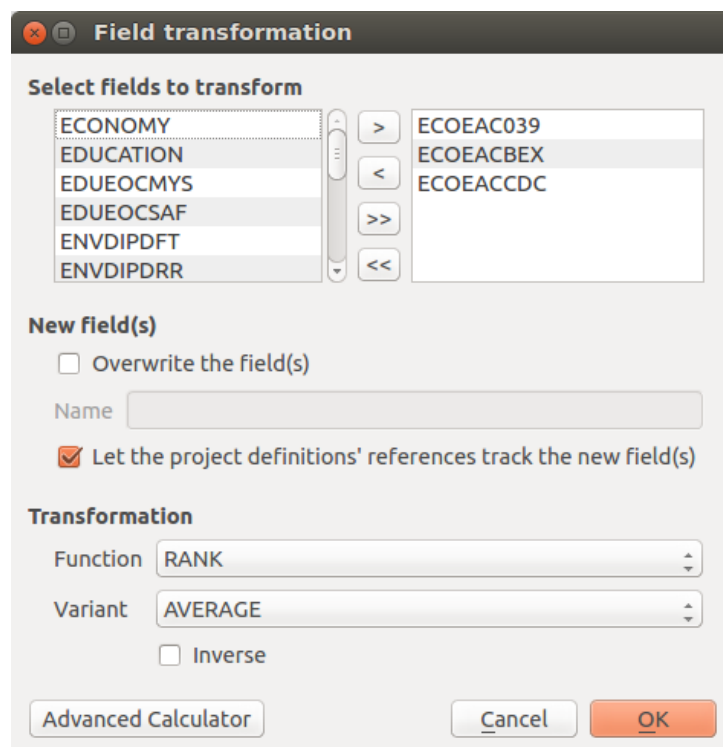 Field transformation
Select fields to transform
ECONOMY
EDUCATION
EDUEOCMYS
EDUEOCSAF
ENVDIPDFT
ENVDIPDRR
>
<
>>
<<
ECOEAC039
ECOEACBEX
ECOEACCDC
New field(s)
Overwrite the field(s)
Name
Let the project definitions' references track the new field(s)
Transformation
Function RANK
Variant AVERAGE
Inverse
Advanced Calculator Cancel OK